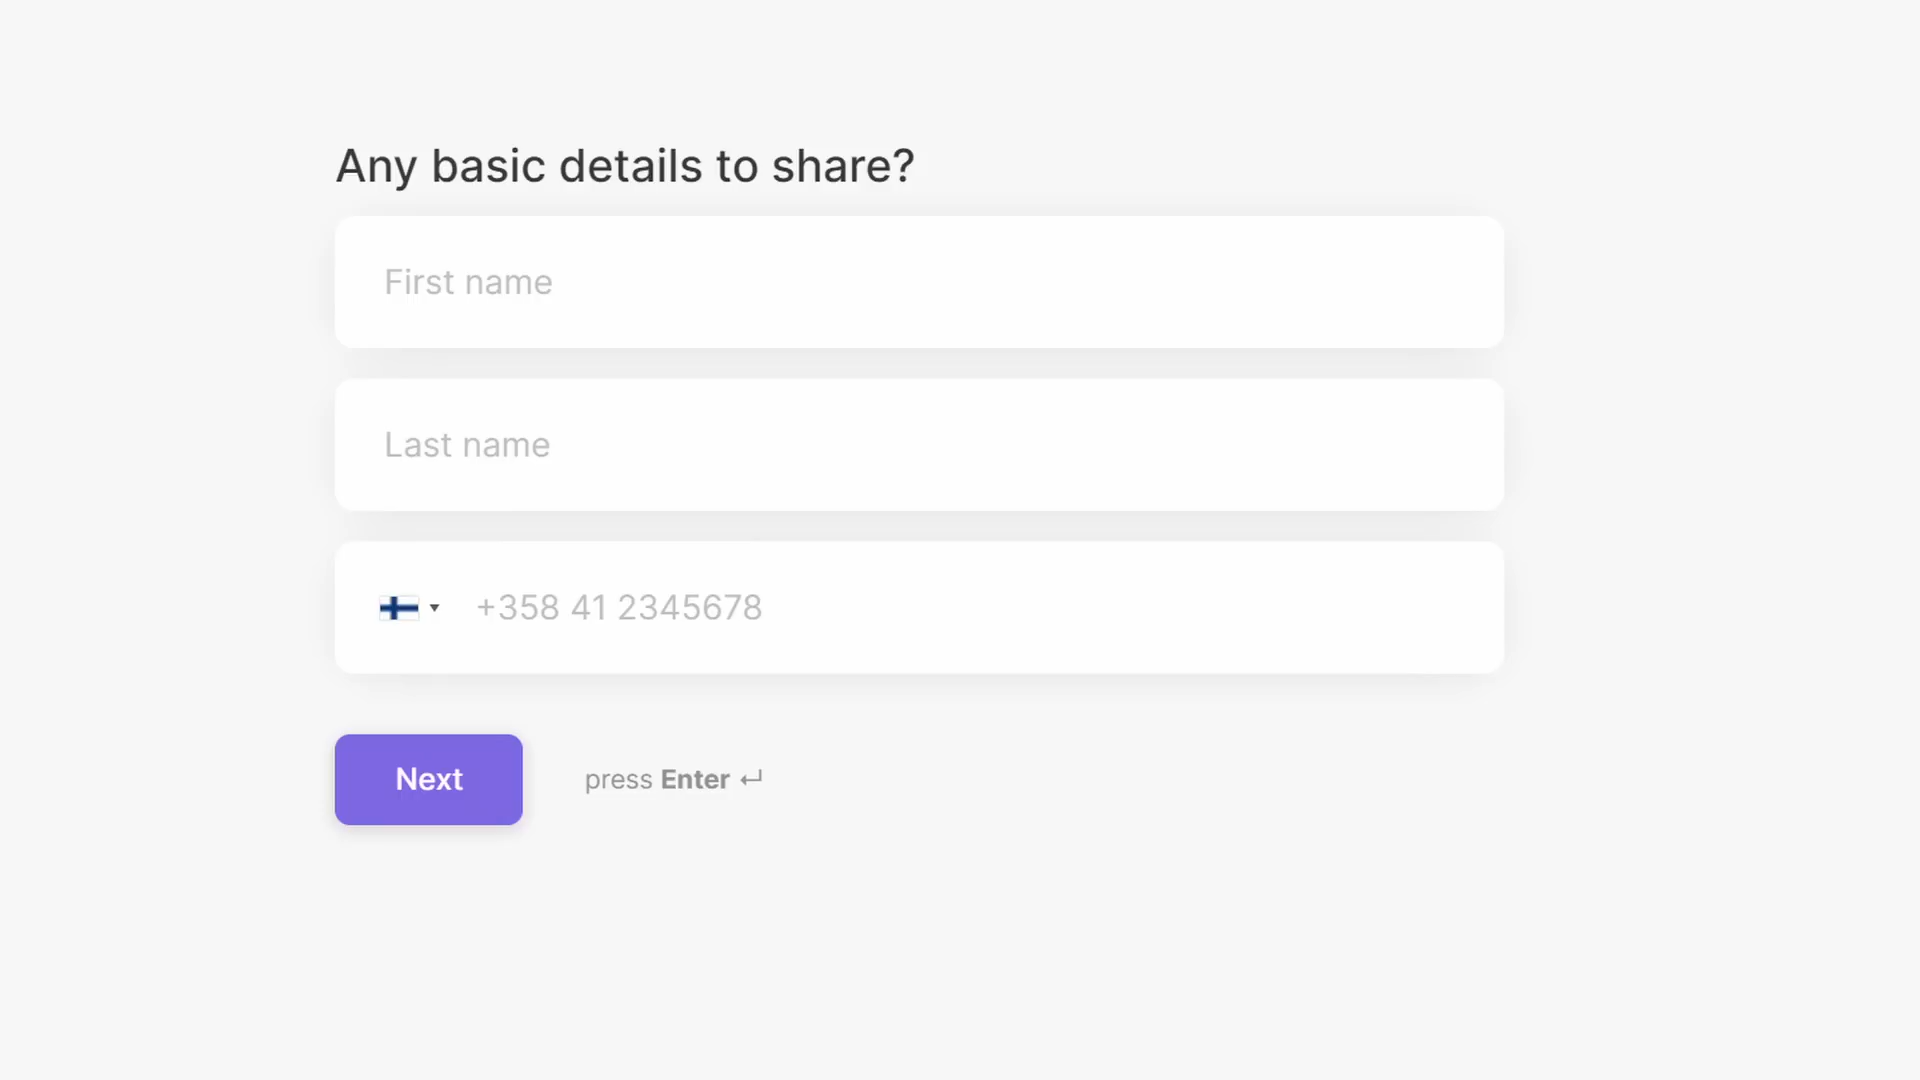 Any basic details to share?
First name
Last name
+358 41 2345678
Next
press Enter ↵